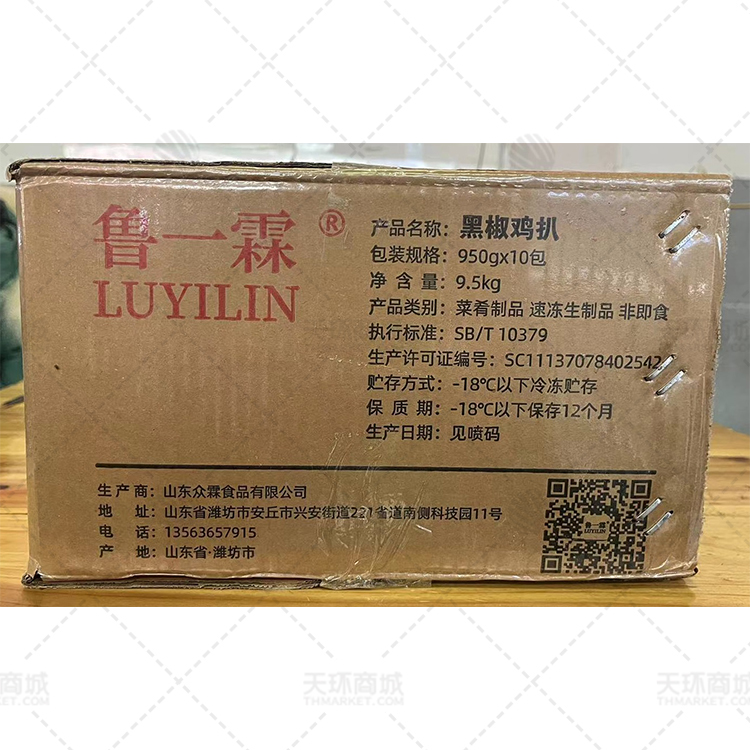 鲁一霖®
LUYILIN
产品名称：黑椒鸡扒
包装规格：950gx10包
净 含 量：9.5kg
产品类别：菜肴制品 速冻生制品 非即食
执行标准：SB/T 10379
生产许可证编号：SC11137078402542
贮存方式：-18℃以下冷冻贮存
保 质 期：-18℃以下保存12个月
生产日期：见喷码
生 产 商：山东众霖食品有限公司
地 址：山东省潍坊市安丘市兴安街道221省道南侧科技园11号
电 话：13563657915
产 地：山东省·潍坊市
鲁一霖
LUYILIN
天环商城
THMARKET.COM